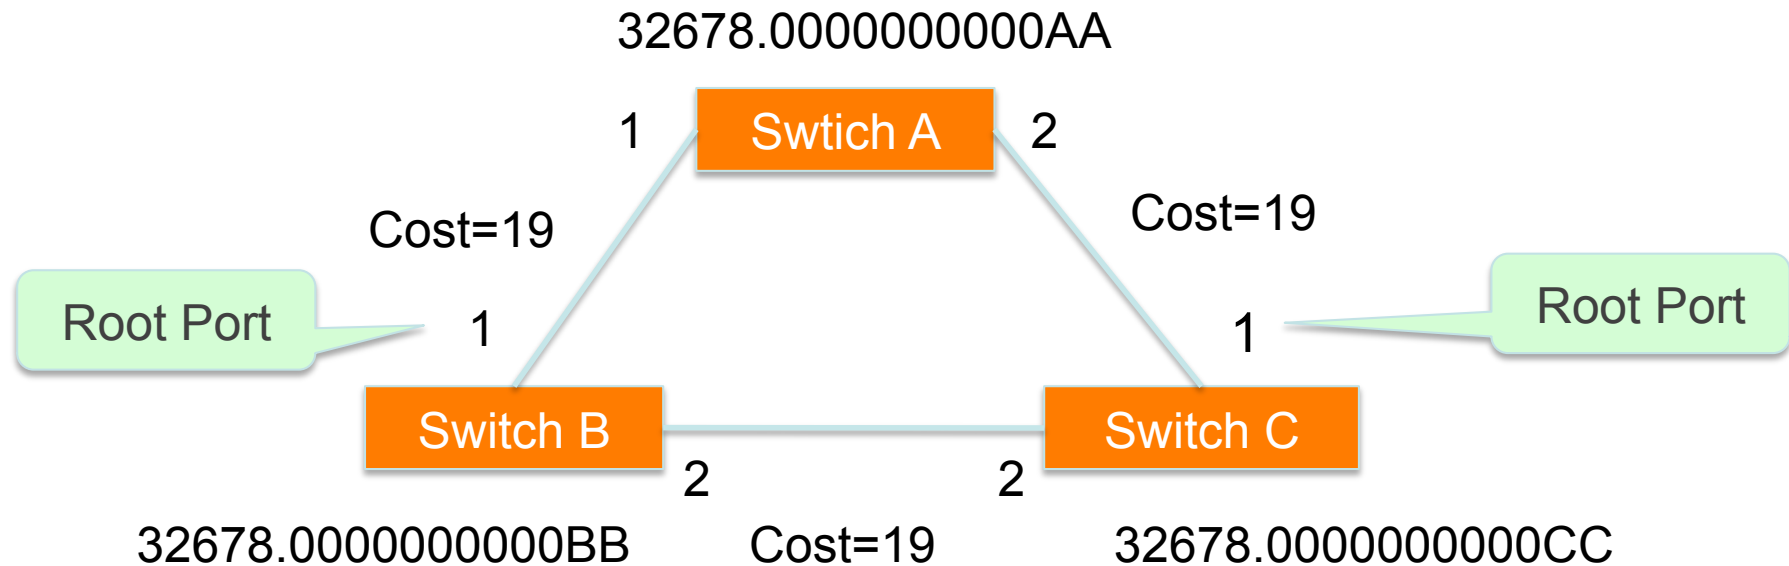 32678.0000000000AA
1
Swtich A
2
Cost=19
Cost=19
Root Port
1
1
Root Port
Switch B
Switch C
2
2
32678.0000000000BB
Cost=19
32678.0000000000CC